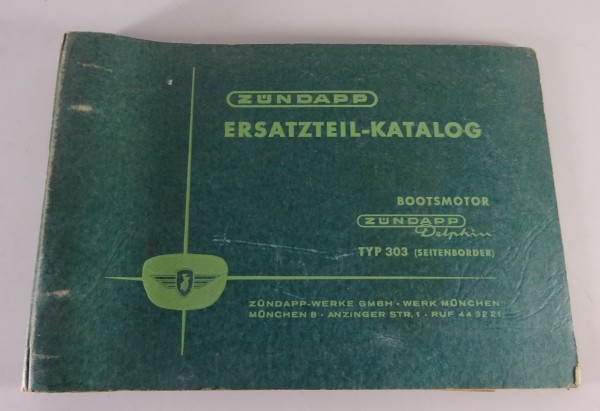 ZÜNDAPP
ERSATZTEIL-KATALOG
BOOTSMOTOR
ZÜNDAPP
Delphin
TYP 303 (SEITENBORDER)
ZÜNDAPP-WERKE GMBH · WERK MÜNCHEN
MÜNCHEN 8 · ANZINGER STR. 1 · RUF 44 32 21